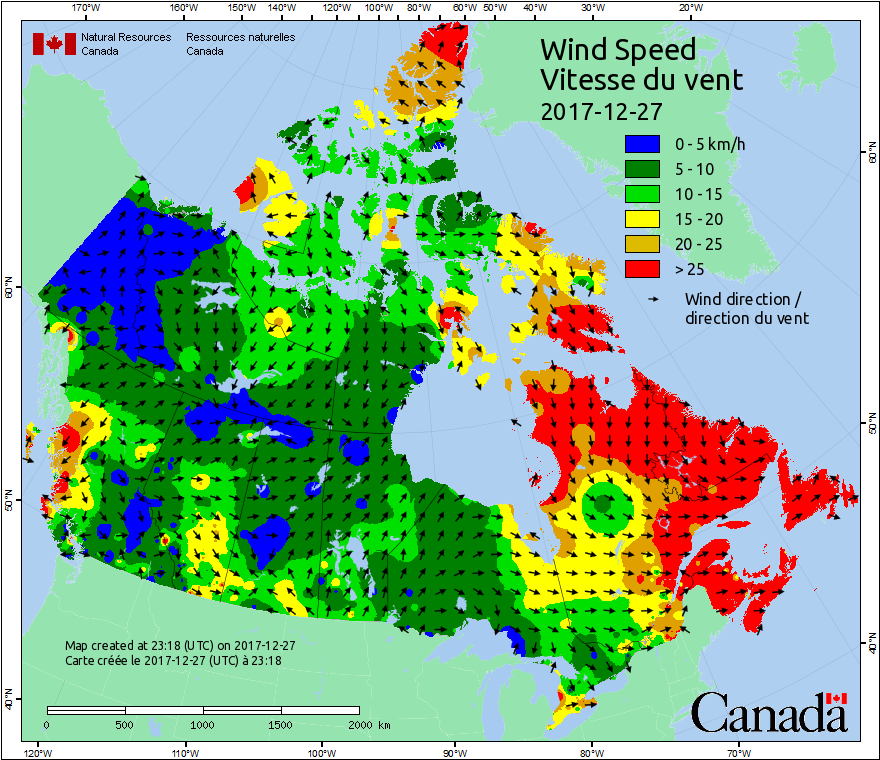 170°W 160°W 150°W 140°W 130°W 120°W 110°W 100°W 90°W 80°W 60°W 50°W 40°W 30°W 20°W
Natural Resources Canada
Ressources naturelles Canada
Wind Speed
Vitesse du vent
2017-12-27
0 - 5 km/h
5 - 10
10 - 15
15 - 20
20 - 25
> 25
Wind direction /
direction du vent
60°N
50°N
40°N
60°N
50°N
40°N
Map created at 23:18 (UTC) on 2017-12-27
Carte créée le 2017-12-27 (UTC) à 23:18
0 500 1000 1500 2000 km
Canada
120°W 110°W 100°W 90°W 80°W 70°W